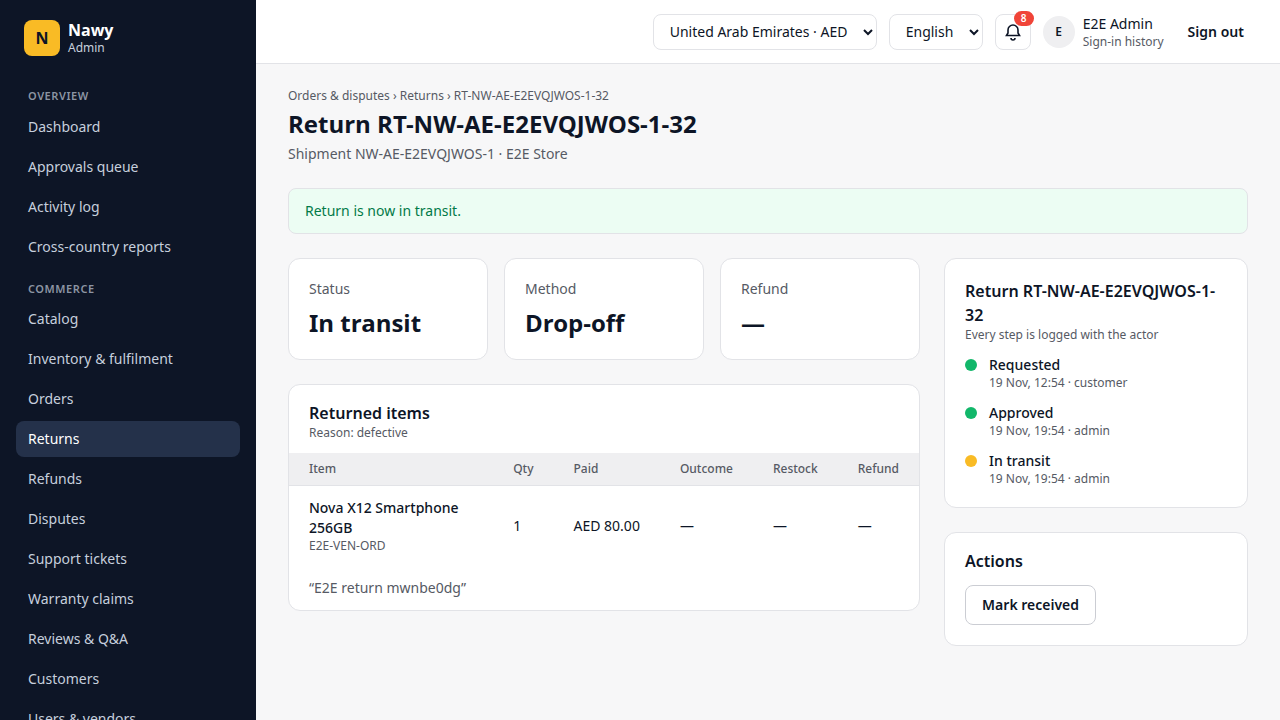 N
Nawy
Admin
OVERVIEW
Dashboard
Approvals queue
Activity log
Cross-country reports
COMMERCE
Catalog
Inventory & fulfilment
Orders
Returns
Refunds
Disputes
Support tickets
Warranty claims
Reviews & Q&A
Customers
Users & vendors
United Arab Emirates · AED
English
8
E
E2E Admin
Sign-in history
Sign out
Orders & disputes › Returns › RT-NW-AE-E2EVQJWOS-1-32
Return RT-NW-AE-E2EVQJWOS-1-32
Shipment NW-AE-E2EVQJWOS-1 · E2E Store
Return is now in transit.
Status
In transit
Method
Drop-off
Refund
—
Returned items
Reason: defective
Item Qty Paid Outcome Restock Refund
Nova X12 Smartphone
256GB
E2E-VEN-ORD
1 AED 80.00 — — —
“E2E return mwnbe0dg”
Return RT-NW-AE-E2EVQJWOS-1-
32
Every step is logged with the actor
Requested
19 Nov, 12:54 · customer
Approved
19 Nov, 19:54 · admin
In transit
19 Nov, 19:54 · admin
Actions
Mark received